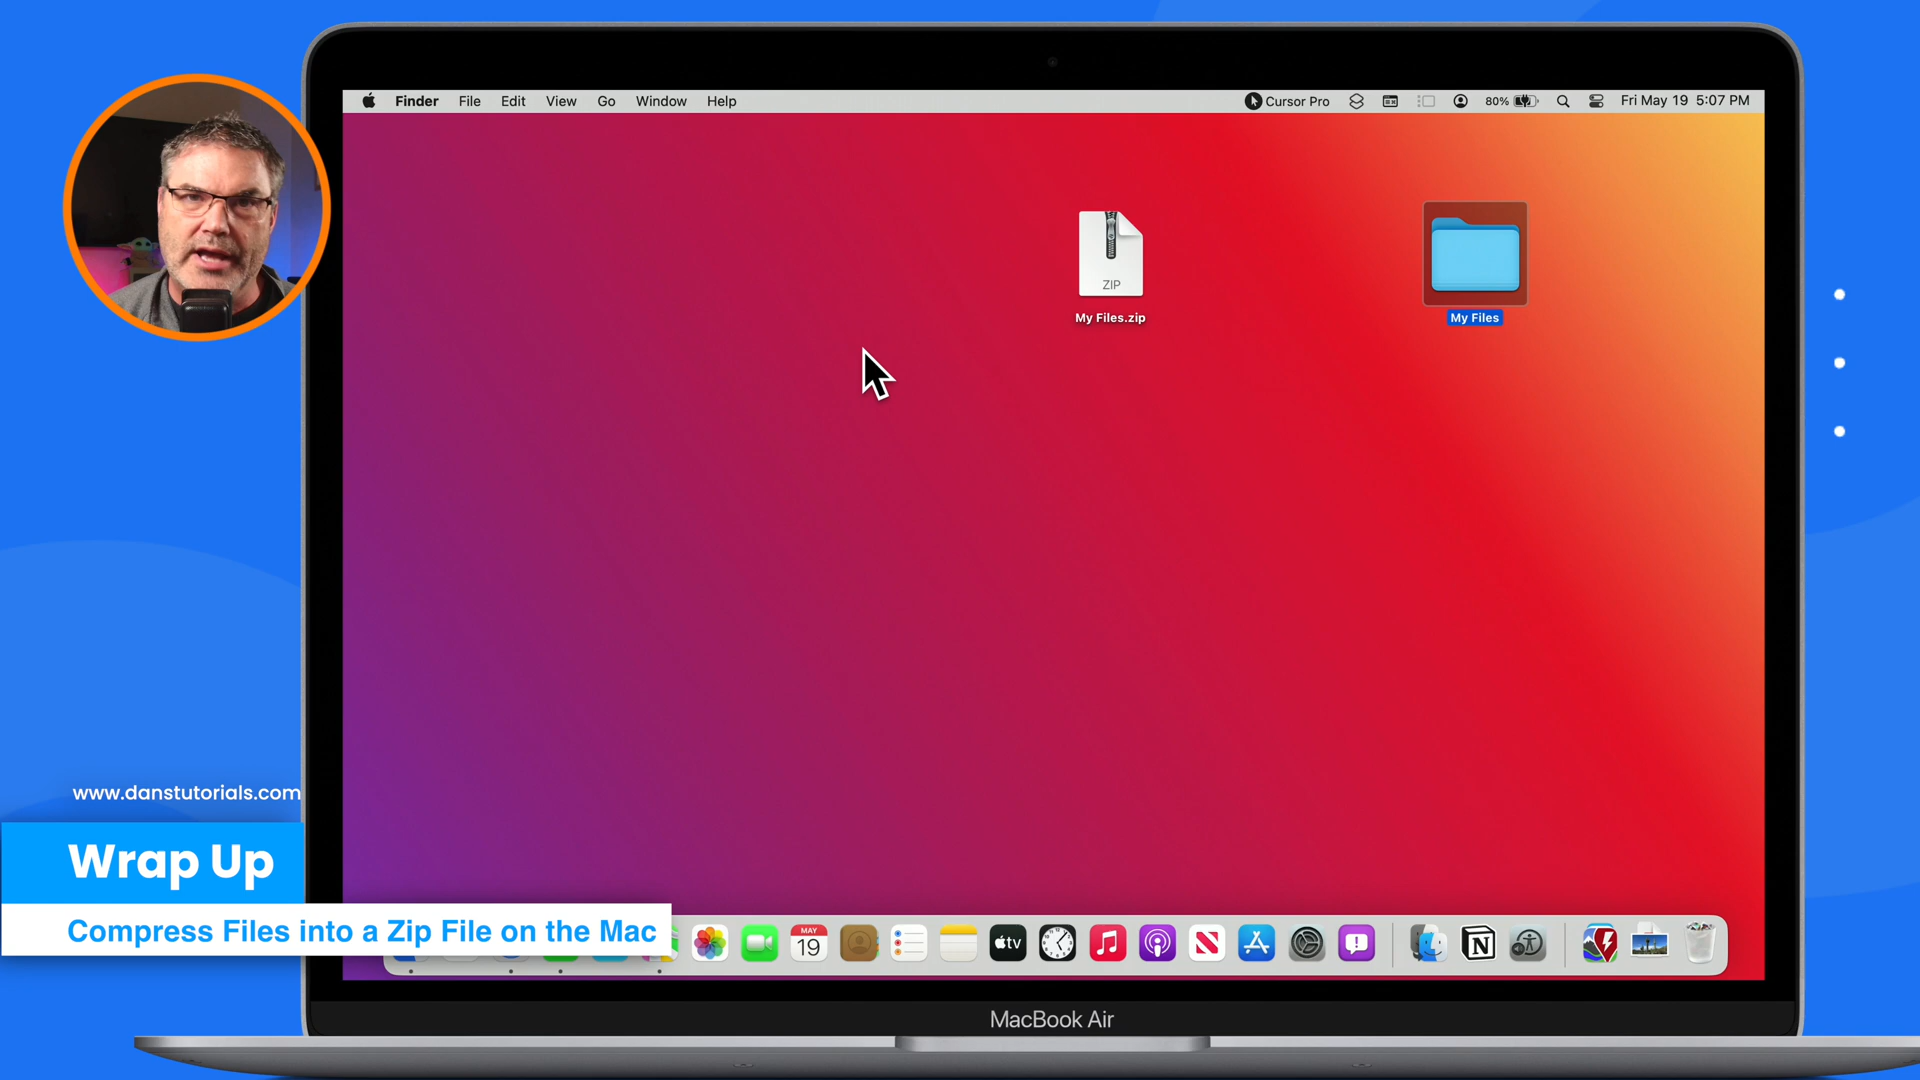 Finder File Edit View Go Window Help Cursor Pro 80% Fri May 19 5:07 PM
ZIP
My Files.zip
My Files
www.danstutorials.com
Wrap Up
Compress Files into a Zip File on the Mac
MAY
19
tv
MacBook Air